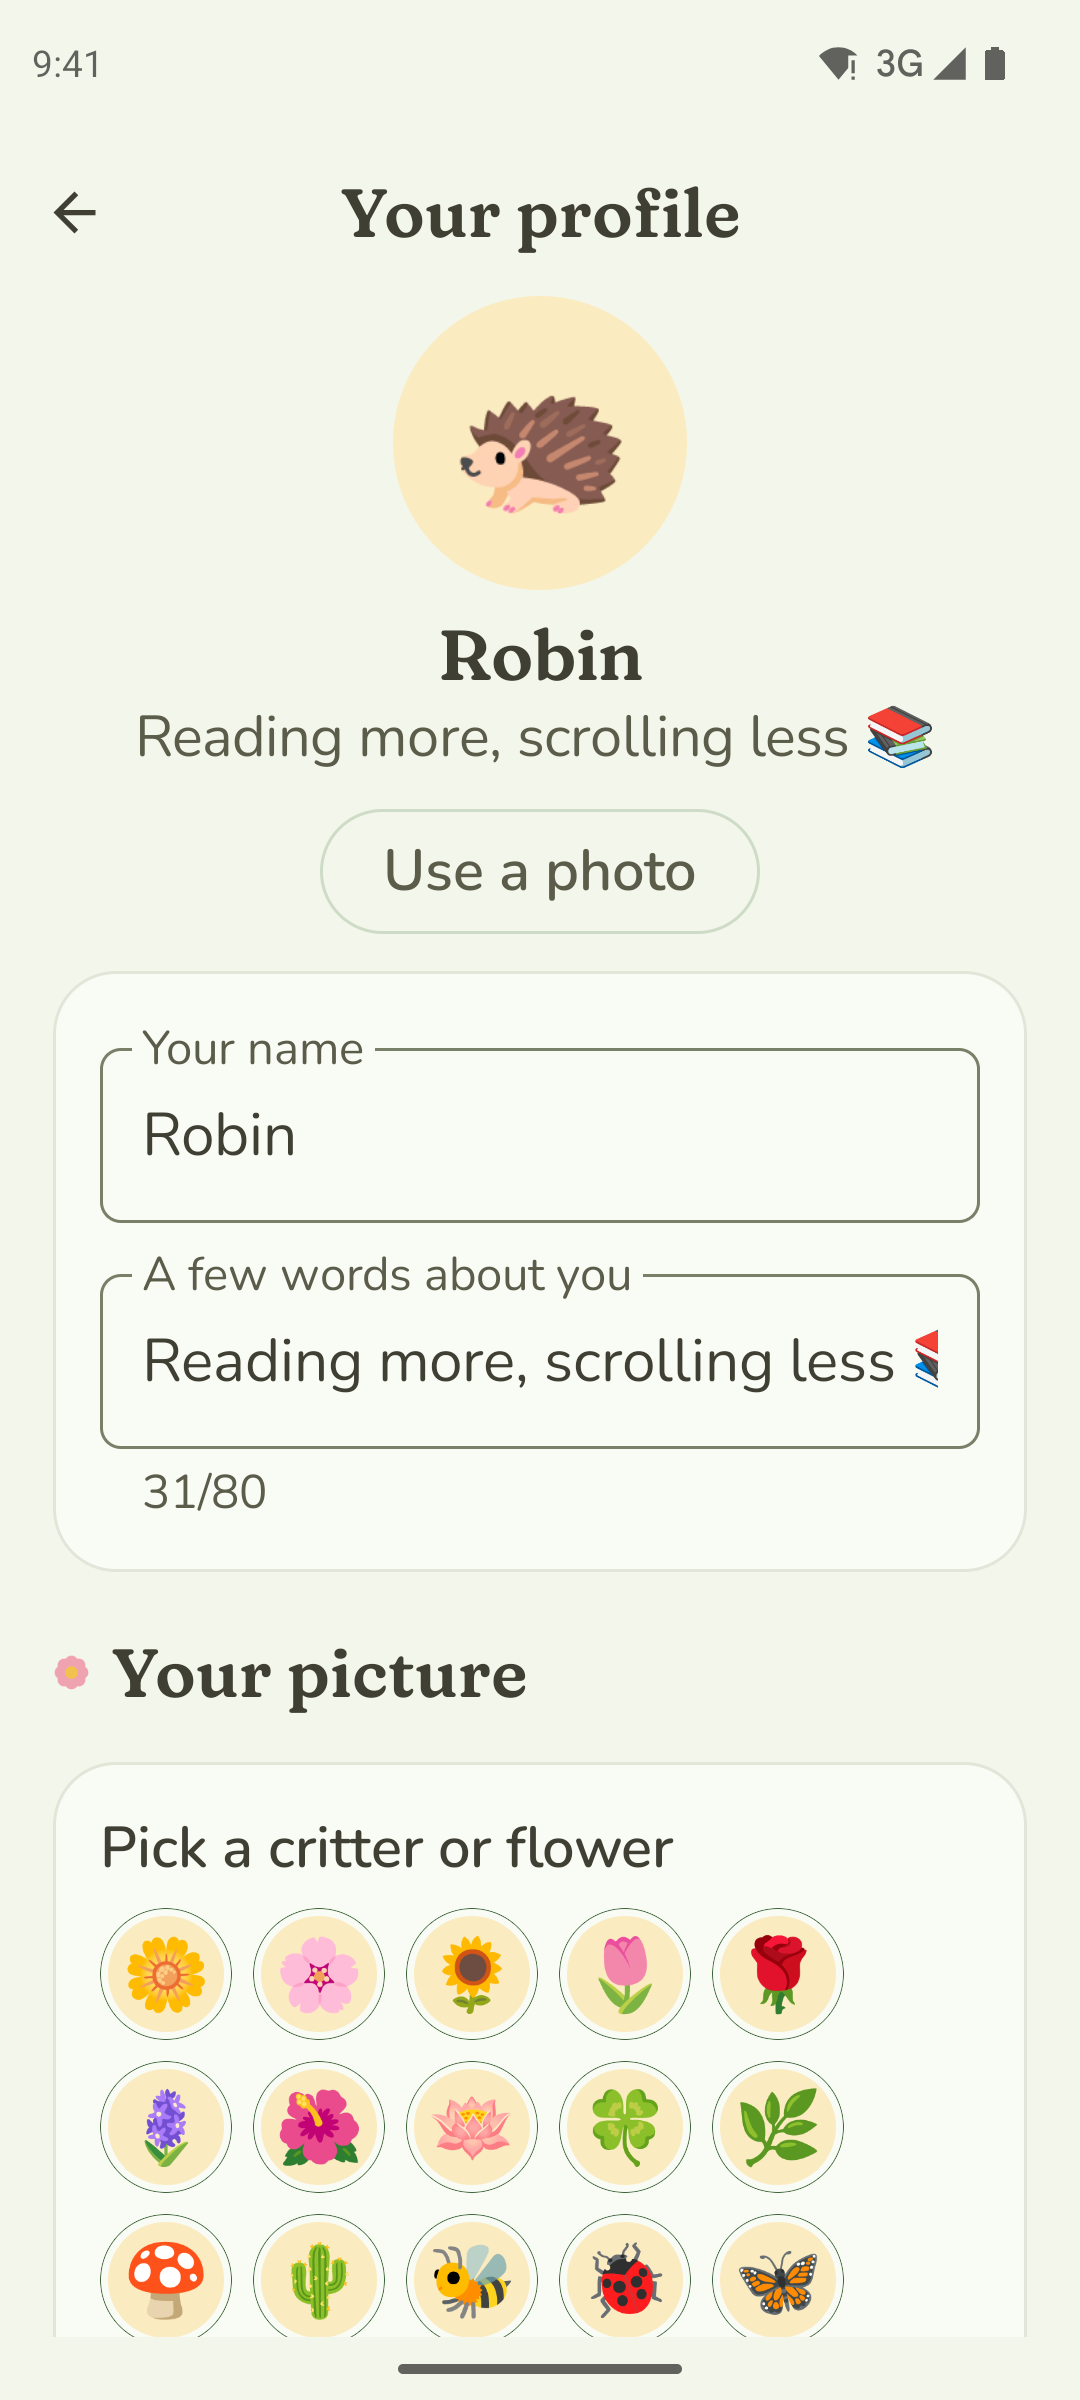 9:41
3G
Your profile
Robin
Reading more, scrolling less 📚
Use a photo
Your name
Robin
A few words about you
Reading more, scrolling less 📚
31/80
Your picture
Pick a critter or flower